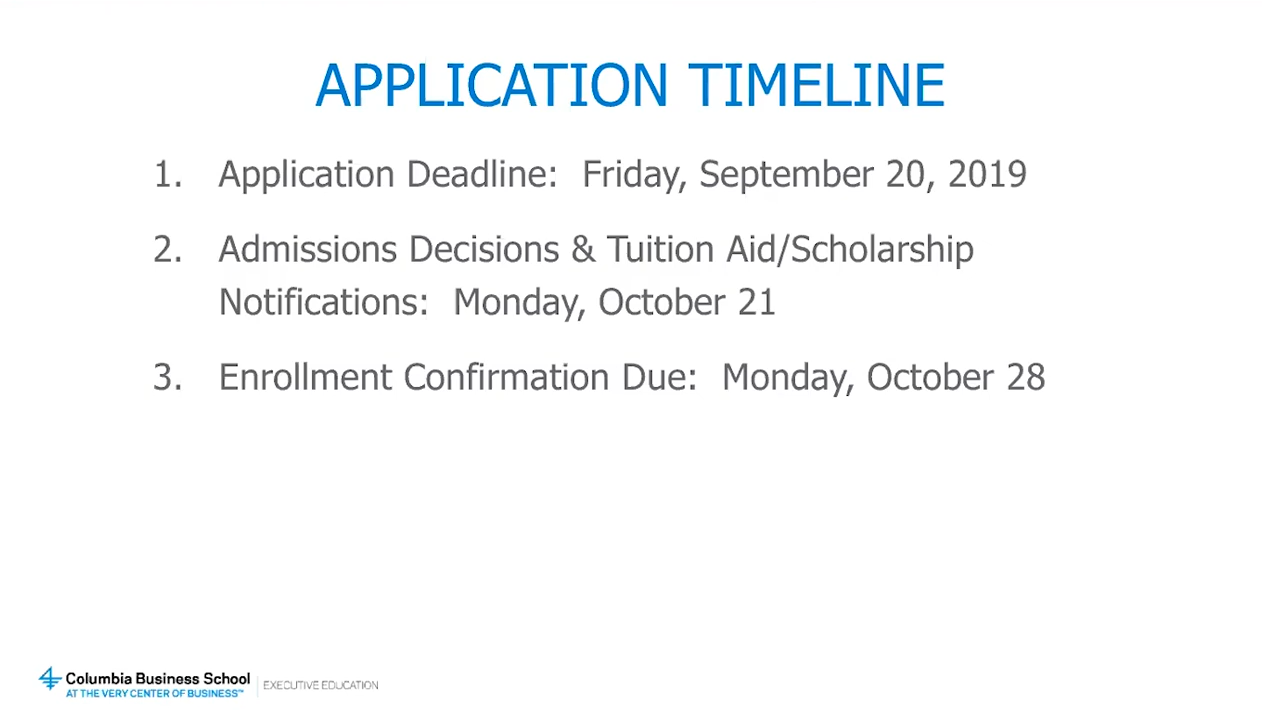 APPLICATION TIMELINE
1. Application Deadline: Friday, September 20, 2019
2. Admissions Decisions & Tuition Aid/Scholarship
Notifications: Monday, October 21
3. Enrollment Confirmation Due: Monday, October 28
Columbia Business School
AT THE VERY CENTER OF BUSINESS™
EXECUTIVE EDUCATION